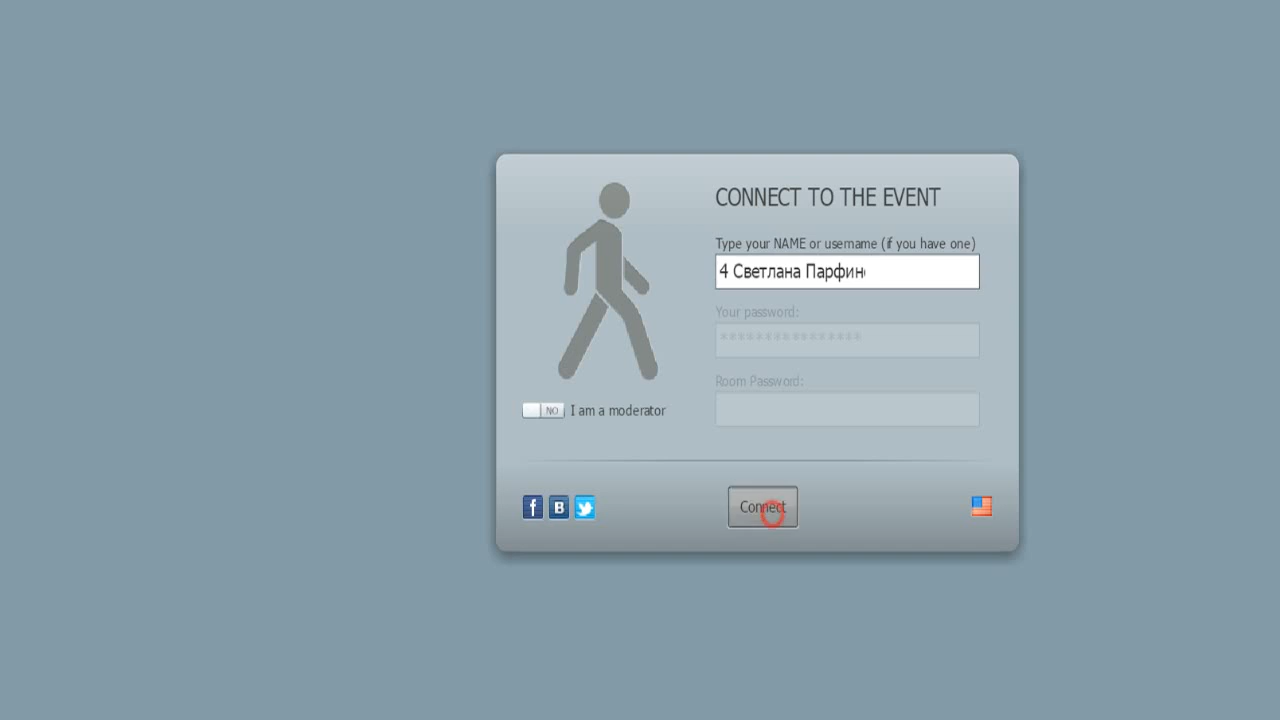 CONNECT TO THE EVENT
Type your NAME or username (if you have one)
4 Светлана Парфин
Your password:
****************
Room Password:
NO I am a moderator
f B
Connect